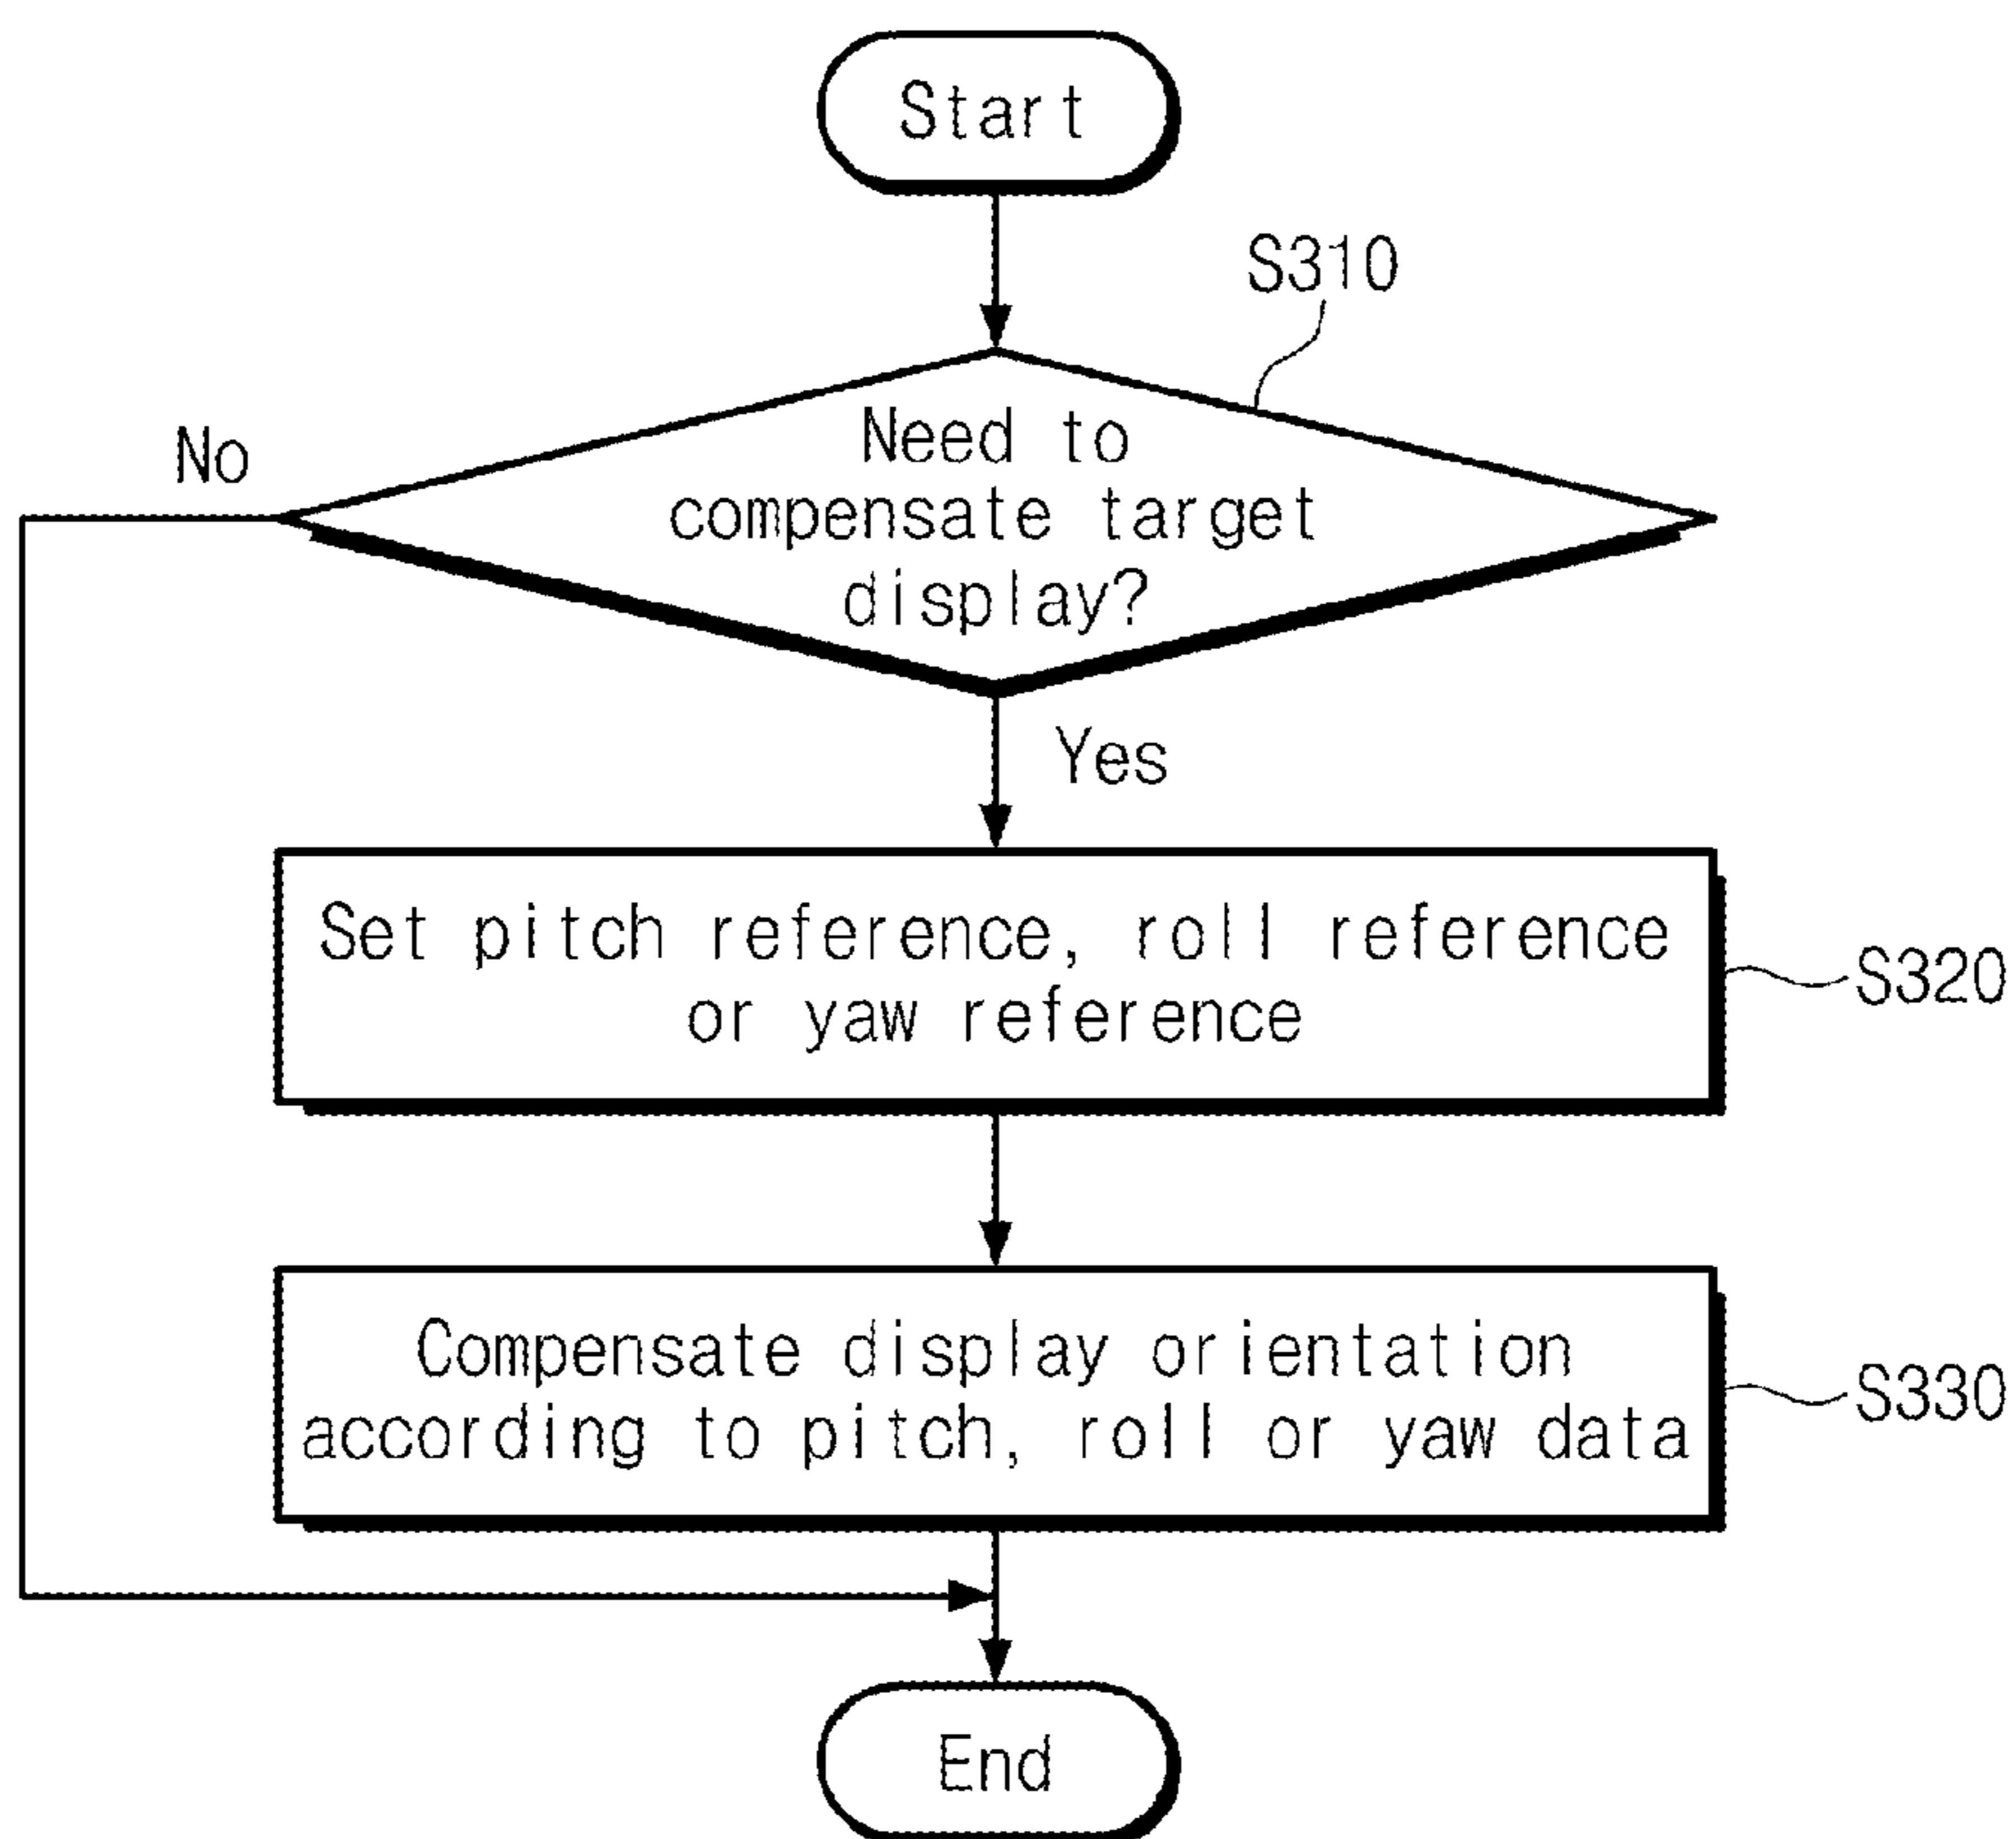 Start
S310
No
Need to
compensate target
display?
Yes
Set pitch reference, roll reference
or yaw reference
S320
Compensate display orientation
according to pitch, roll or yaw data
S330
End